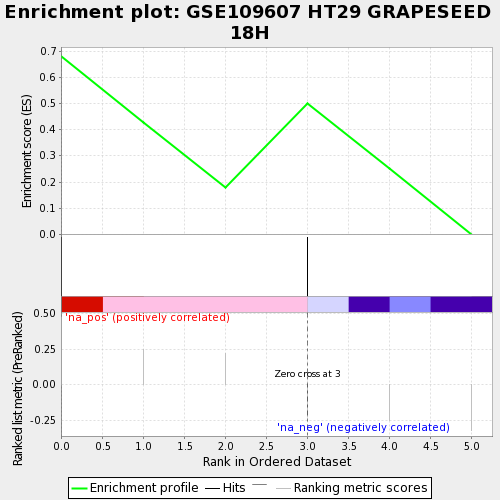 Enrichment plot: GSE109607 HT29 GRAPESEED
18H
Enrichment score (ES)
0.7
0.6
0.5
0.4
0.3
0.2
0.1
0.0
Ranked list metric (PreRanked)
0.50
0.25
0.00
-0.25
'na_pos' (positively correlated)
Zero cross at 3
'na_neg' (negatively correlated)
0.0 0.5 1.0 1.5 2.0 2.5 3.0 3.5 4.0 4.5 5.0
Rank in Ordered Dataset
Enrichment profile Hits Ranking metric scores